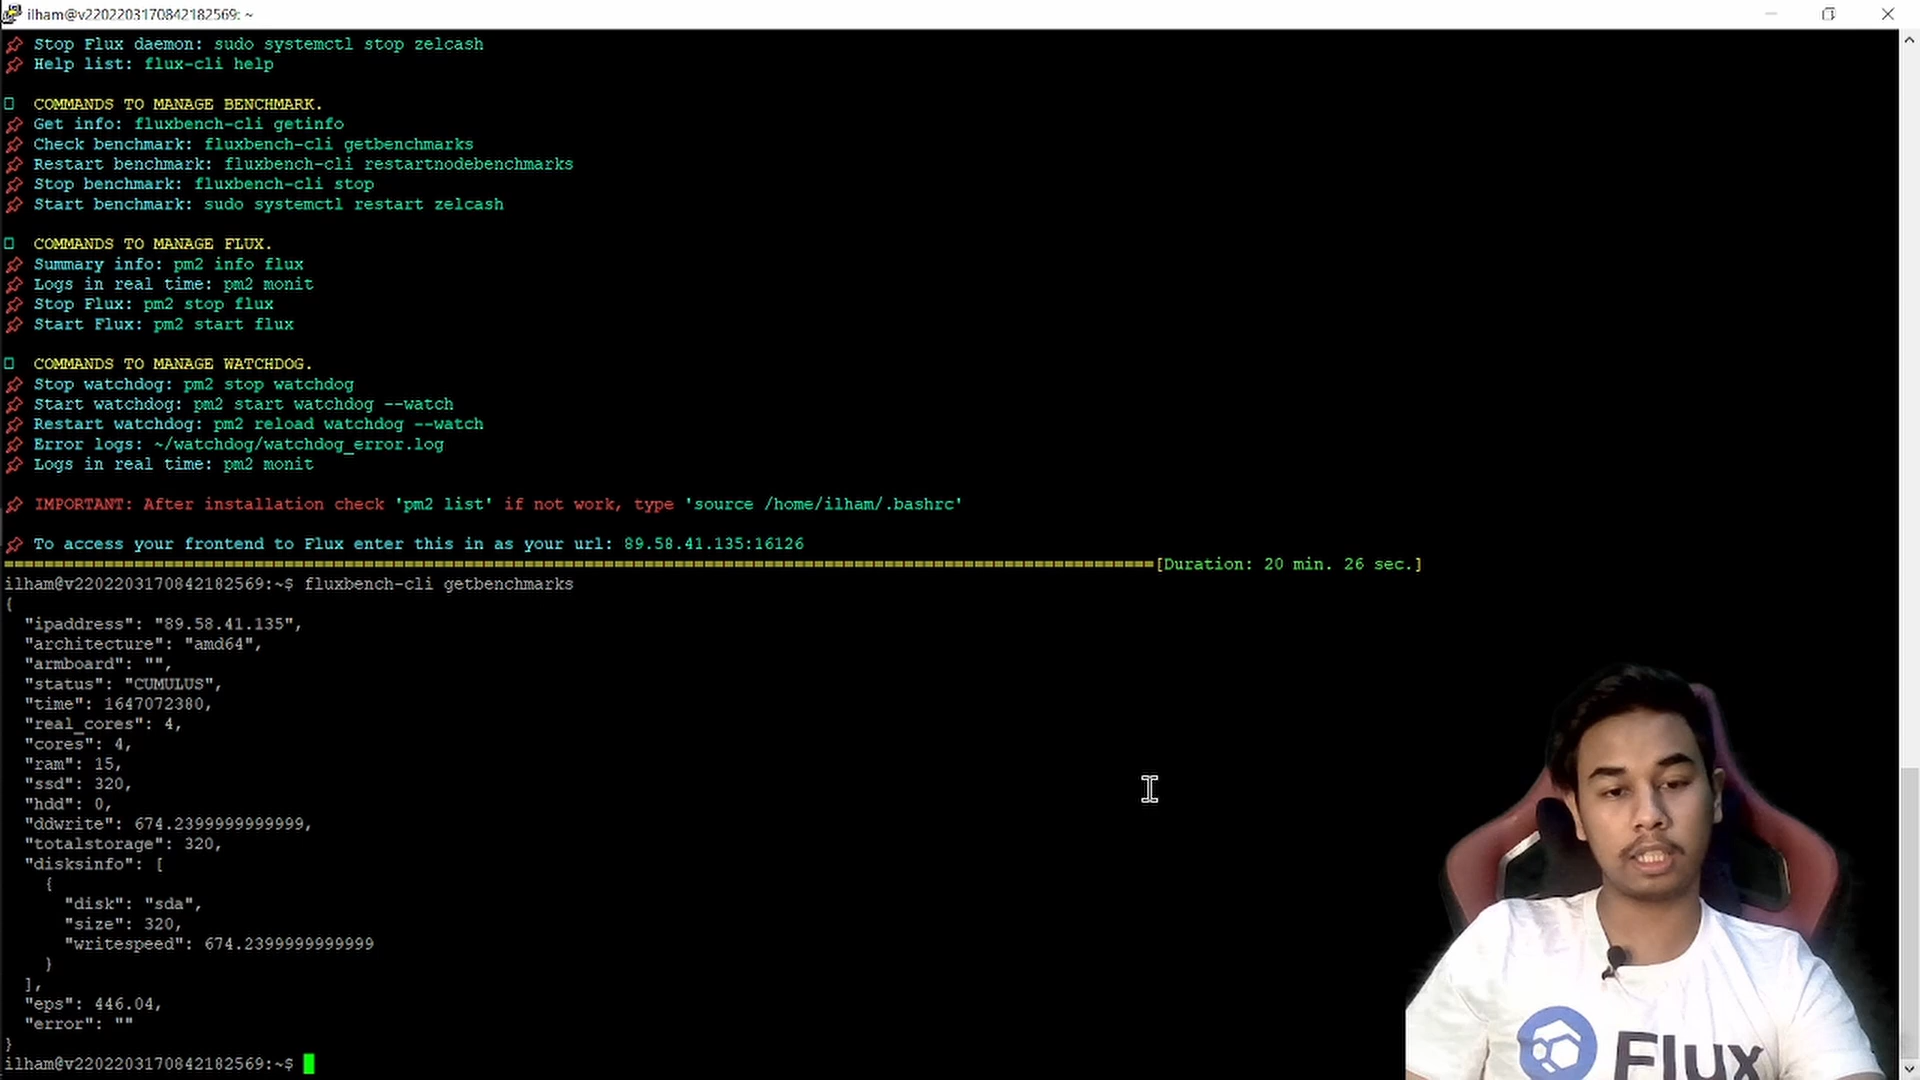 ilham@v2202203170842182569: ~
Stop Flux daemon: sudo systemctl stop zelcash
Help list: flux-cli help
COMMANDS TO MANAGE BENCHMARK.
Get info: fluxbench-cli getinfo
Check benchmark: fluxbench-cli getbenchmarks
Restart benchmark: fluxbench-cli restartnodebenchmarks
Stop benchmark: fluxbench-cli stop
Start benchmark: sudo systemctl restart zelcash
COMMANDS TO MANAGE FLUX.
Summary info: pm2 info flux
Logs in real time: pm2 monit
Stop Flux: pm2 stop flux
Start Flux: pm2 start flux
COMMANDS TO MANAGE WATCHDOG.
Stop watchdog: pm2 stop watchdog
Start watchdog: pm2 start watchdog --watch
Restart watchdog: pm2 reload watchdog --watch
Error logs: ~/watchdog/watchdog_error.log
Logs in real time: pm2 monit
IMPORTANT: After installation check 'pm2 list' if not work, type 'source /home/ilham/.bashrc'
To access your frontend to Flux enter this in as your url: 89.58.41.135:16126
[Duration: 20 min. 26 sec.]
ilham@v2202203170842182569:~$ fluxbench-cli getbenchmarks
{
"ipaddress": "89.58.41.135",
"architecture": "amd64",
"armboard": "",
"status": "CUMULUS",
"time": 1647072380,
"real_cores": 4,
"cores": 4,
"ram": 15,
"ssd": 320,
"hdd": 0,
"ddwrite": 674.2399999999999,
"totalstorage": 320,
"disksinfo": [
{
"disk": "sda",
"size": 320,
"writespeed": 674.2399999999999
}
],
"eps": 446.04,
"error": ""
}
ilham@v2202203170842182569:~$
Flux